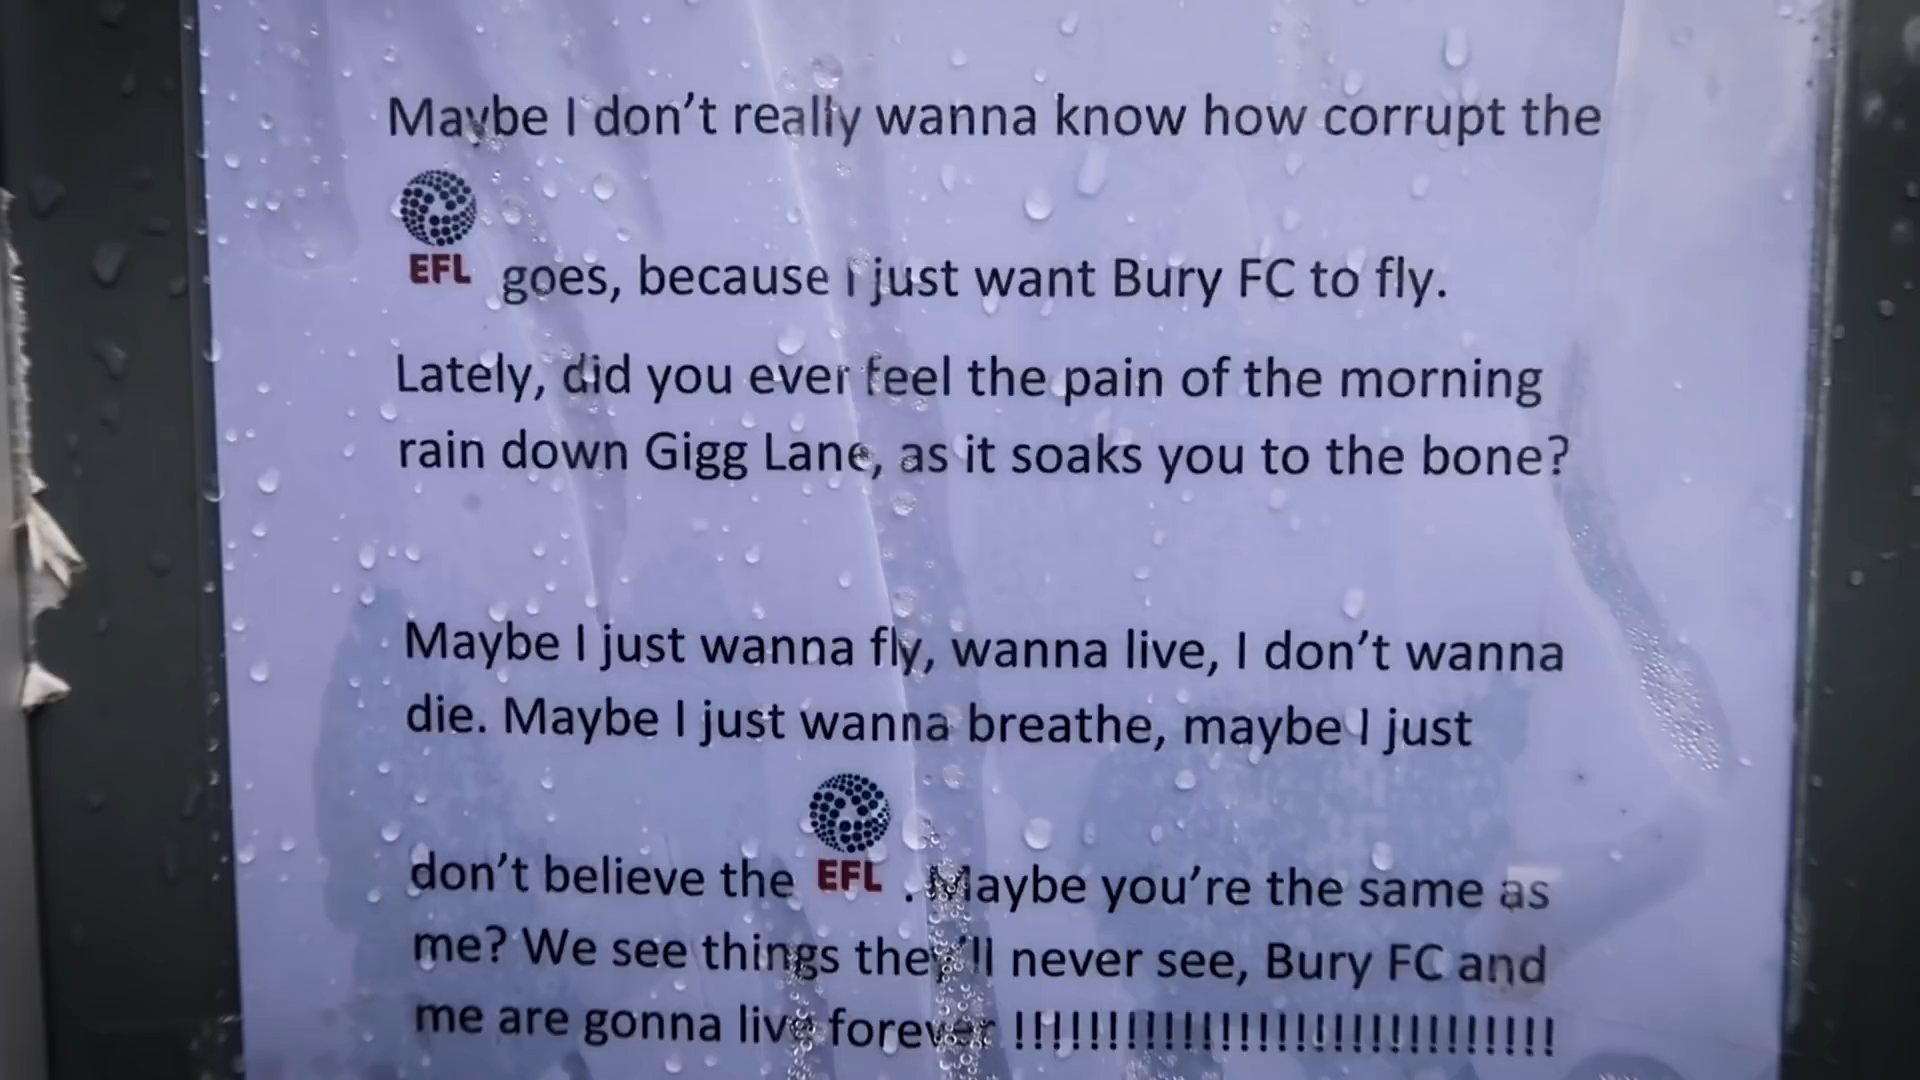 Maybe I don't really wanna know how corrupt the
EFL goes, because I just want Bury FC to fly.
Lately, did you ever feel the pain of the morning
rain down Gigg Lane, as it soaks you to the bone?
Maybe I just wanna fly, wanna live, I don't wanna
die. Maybe I just wanna breathe, maybe I just
don't believe the EFL . Maybe you're the same as
me? We see things they'll never see, Bury FC and
me are gonna live forever !!!!!!!!!!!!!!!!!!!!!!!!!!!!!!